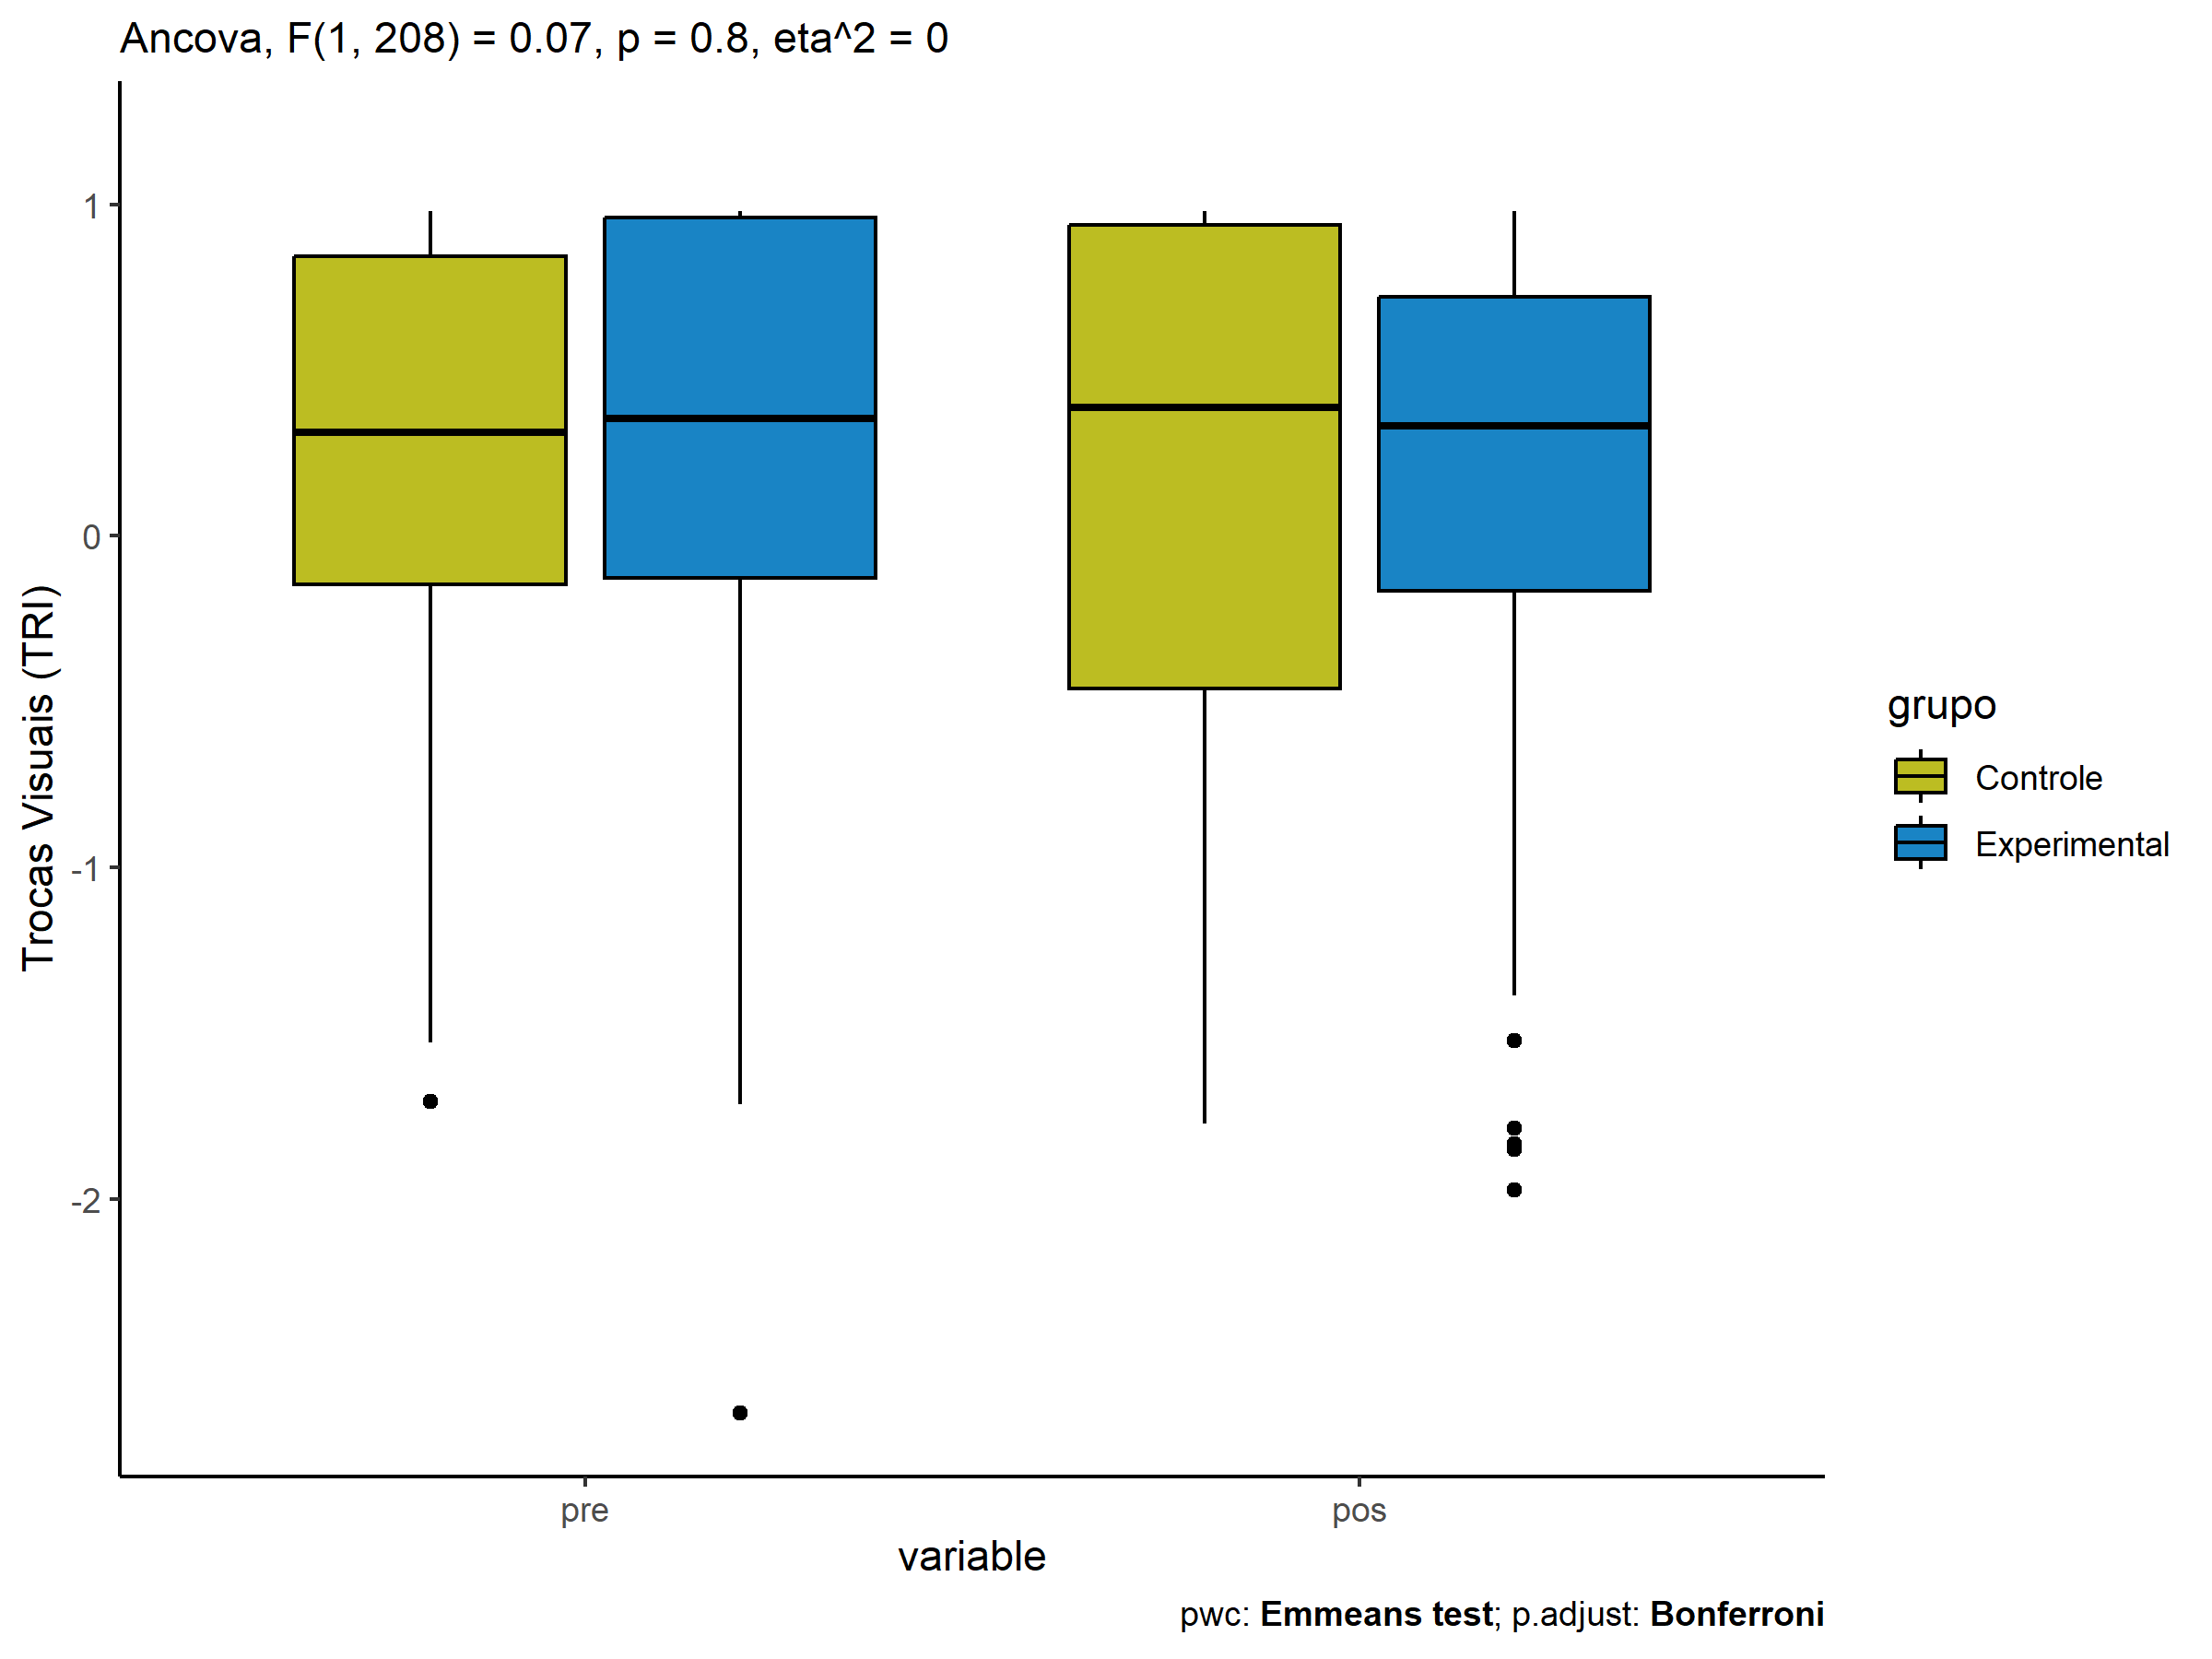 Ancova, F(1, 208) = 0.07, p = 0.8, eta^2 = 0
Trocas Visuais (TRI)
1
0
-1
-2
pre
pos
variable
grupo
Controle
Experimental
pwc: Emmeans test; p.adjust: Bonferroni